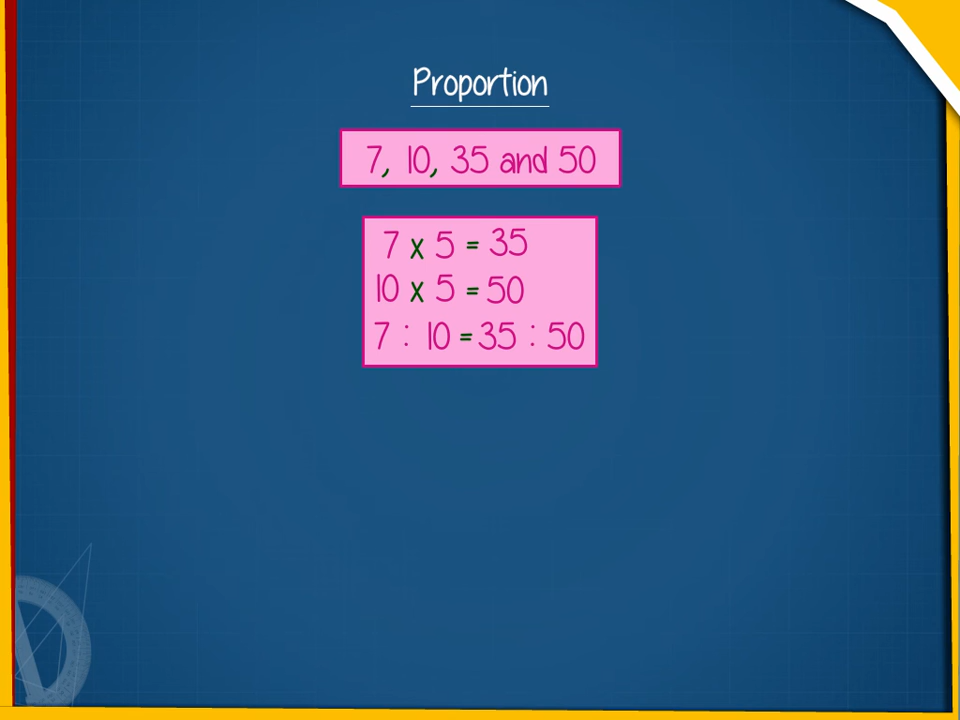 Proportion
7, 10, 35 and 50
7 x 5 = 35
10 x 5 = 50
7 : 10 = 35 : 50